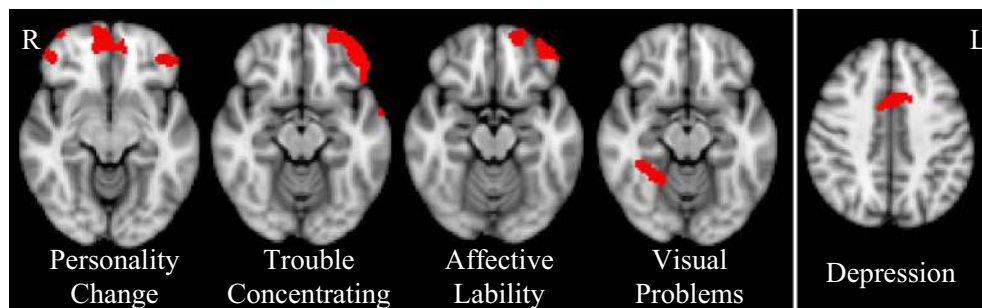 R
L
Personality
Change
Trouble
Concentrating
Affective
Lability
Visual
Problems
Depression